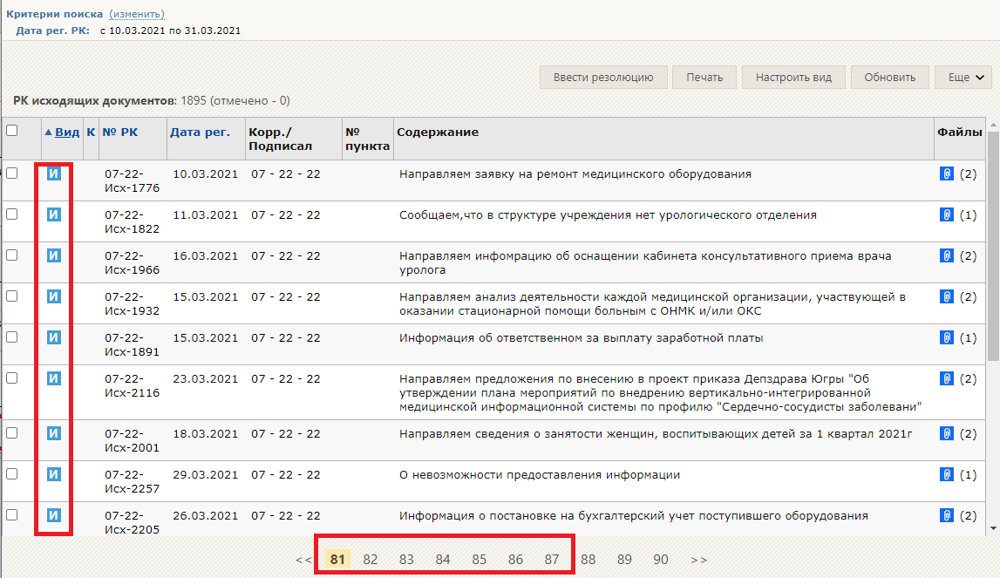 Критерии поиска (изменить)
Дата рег. РК: с 10.03.2021 по 31.03.2021
Ввести резолюцию Печать Настроить вид Обновить Еще
РК исходящих документов: 1895 (отмечено - 0)
Вид К № РК Дата рег. Корр./ № Содержание Файлы
Подписал пункта
И 07-22- 10.03.2021 07 - 22 - 22 Направляем заявку на ремонт медицинского оборудования (2)
Исх-1776
И 07-22- 11.03.2021 07 - 22 - 22 Сообщаем,что в структуре учреждения нет урологического отделения (1)
Исх-1822
И 07-22- 16.03.2021 07 - 22 - 22 Направляем инфомрацию об оснащении кабинета консультативного приема врача (2)
Исх-1966 уролога
И 07-22- 15.03.2021 07 - 22 - 22 Направляем анализ деятельности каждой медицинской организации, участвующей в (2)
Исх-1932 оказании стационарной помощи больным с ОНМК и/или ОКС
И 07-22- 15.03.2021 07 - 22 - 22 Информация об ответственном за выплату заработной платы (1)
Исх-1891
И 07-22- 23.03.2021 07 - 22 - 22 Направляем предложения по внесению в проект приказа Депздрава Югры "Об (2)
Исх-2116 утверждении плана мероприятий по внедрению вертикально-интегрированной
медицинской информационной системы по профилю "Сердечно-сосудисты заболевани"
И 07-22- 18.03.2021 07 - 22 - 22 Направляем сведения о занятости женщин, воспитывающих детей за 1 квартал 2021г (2)
Исх-2001
И 07-22- 29.03.2021 07 - 22 - 22 О невозможности предоставления информации (1)
Исх-2257
И 07-22- 26.03.2021 07 - 22 - 22 Информация о постановке на бухгалтерский учет поступившего оборудования (2)
Исх-2205
<< 81 82 83 84 85 86 87 88 89 90 >>